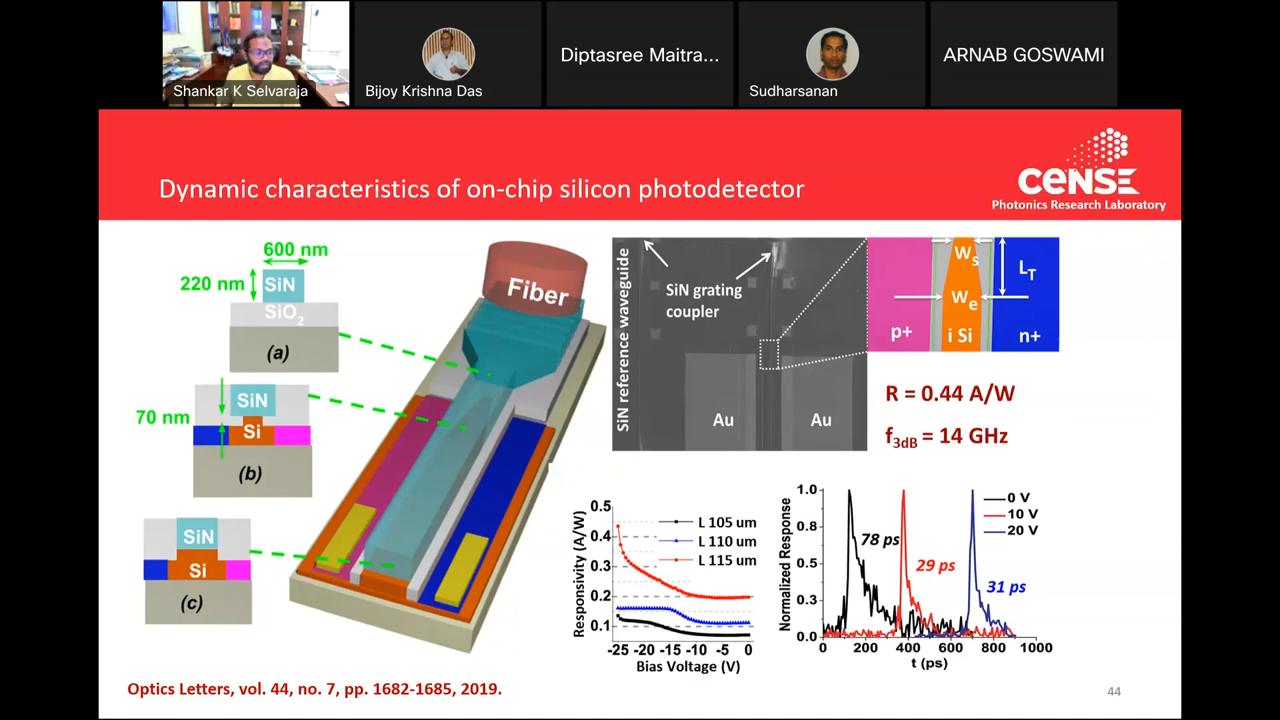 Shankar K Selvaraja
Bijoy Krishna Das
Diptasree Maitra...
Sudharsanan
ARNAB GOSWAMI
Dynamic characteristics of on-chip silicon photodetector
CeNSE
Photonics Research Laboratory
600 nm
220 nm
SiN
SiO2
(a)
70 nm
SiN
Si
(b)
SiN
Si
(c)
Fiber
SiN reference waveguide
SiN grating
coupler
Au
Au
Ws
LT
We
p+
i Si
n+
R = 0.44 A/W
f3dB = 14 GHz
Responsivity (A/W)
0.5
0.4
0.3
0.2
0.1
L 105 um
L 110 um
L 115 um
-25 -20 -15 -10 -5 0
Bias Voltage (V)
Normalized Response
1.0
0.8
0.5
0.3
0.0
0 V
10 V
20 V
78 ps
29 ps
31 ps
0 200 400 600 800 1000
t (ps)
Optics Letters, vol. 44, no. 7, pp. 1682-1685, 2019.
44